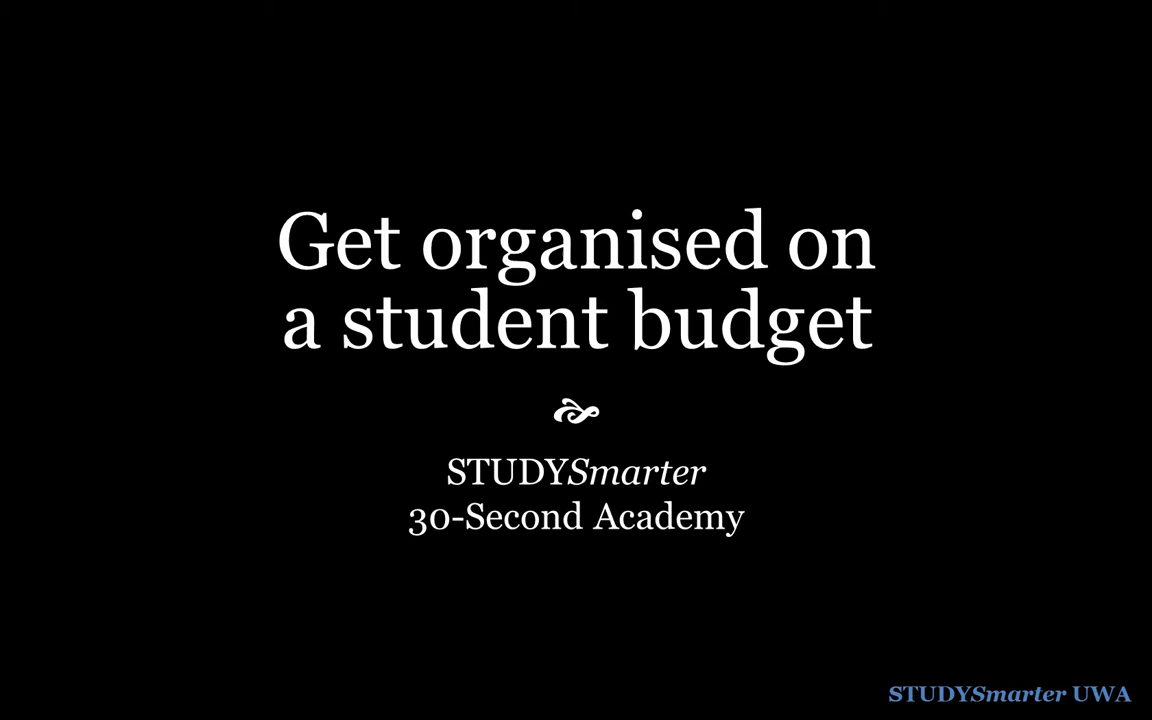 Get organised on
a student budget
STUDYSmarter
30-Second Academy
STUDYSmarter UWA